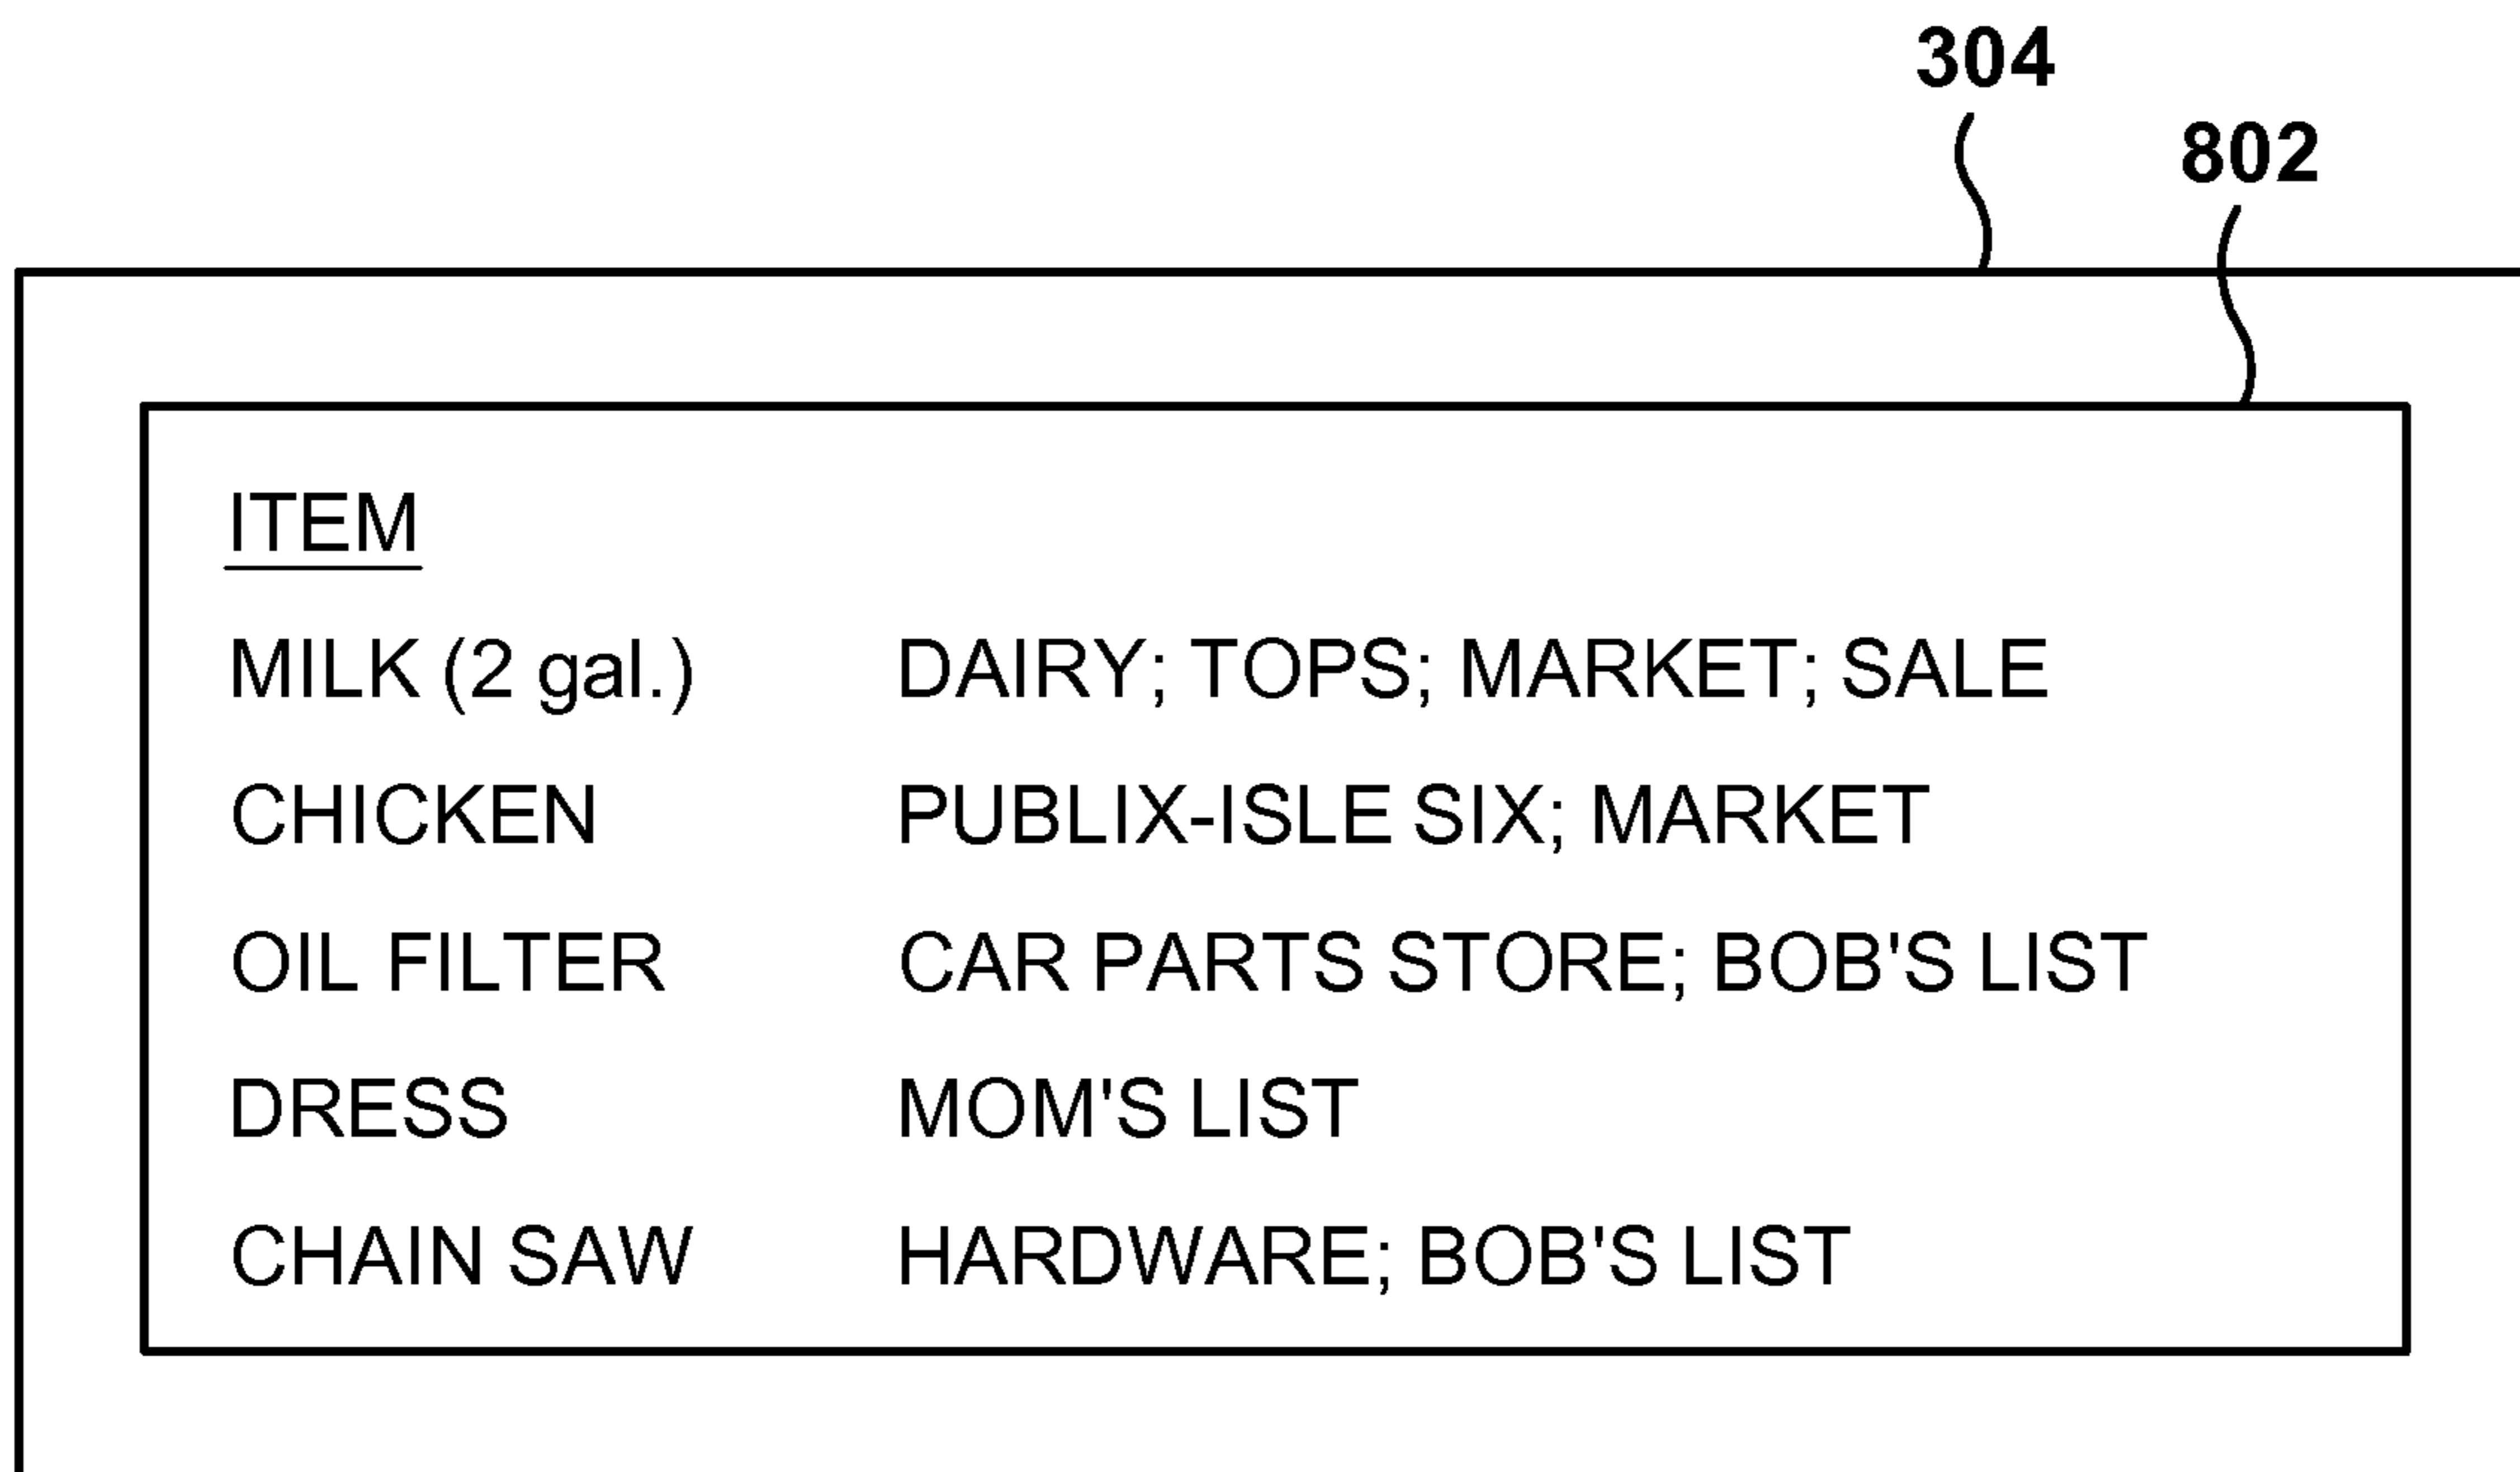 304
802
ITEM
MILK (2 gal.) DAIRY; TOPS; MARKET; SALE
CHICKEN PUBLIX-ISLE SIX; MARKET
OIL FILTER CAR PARTS STORE; BOB'S LIST
DRESS MOM'S LIST
CHAIN SAW HARDWARE; BOB'S LIST